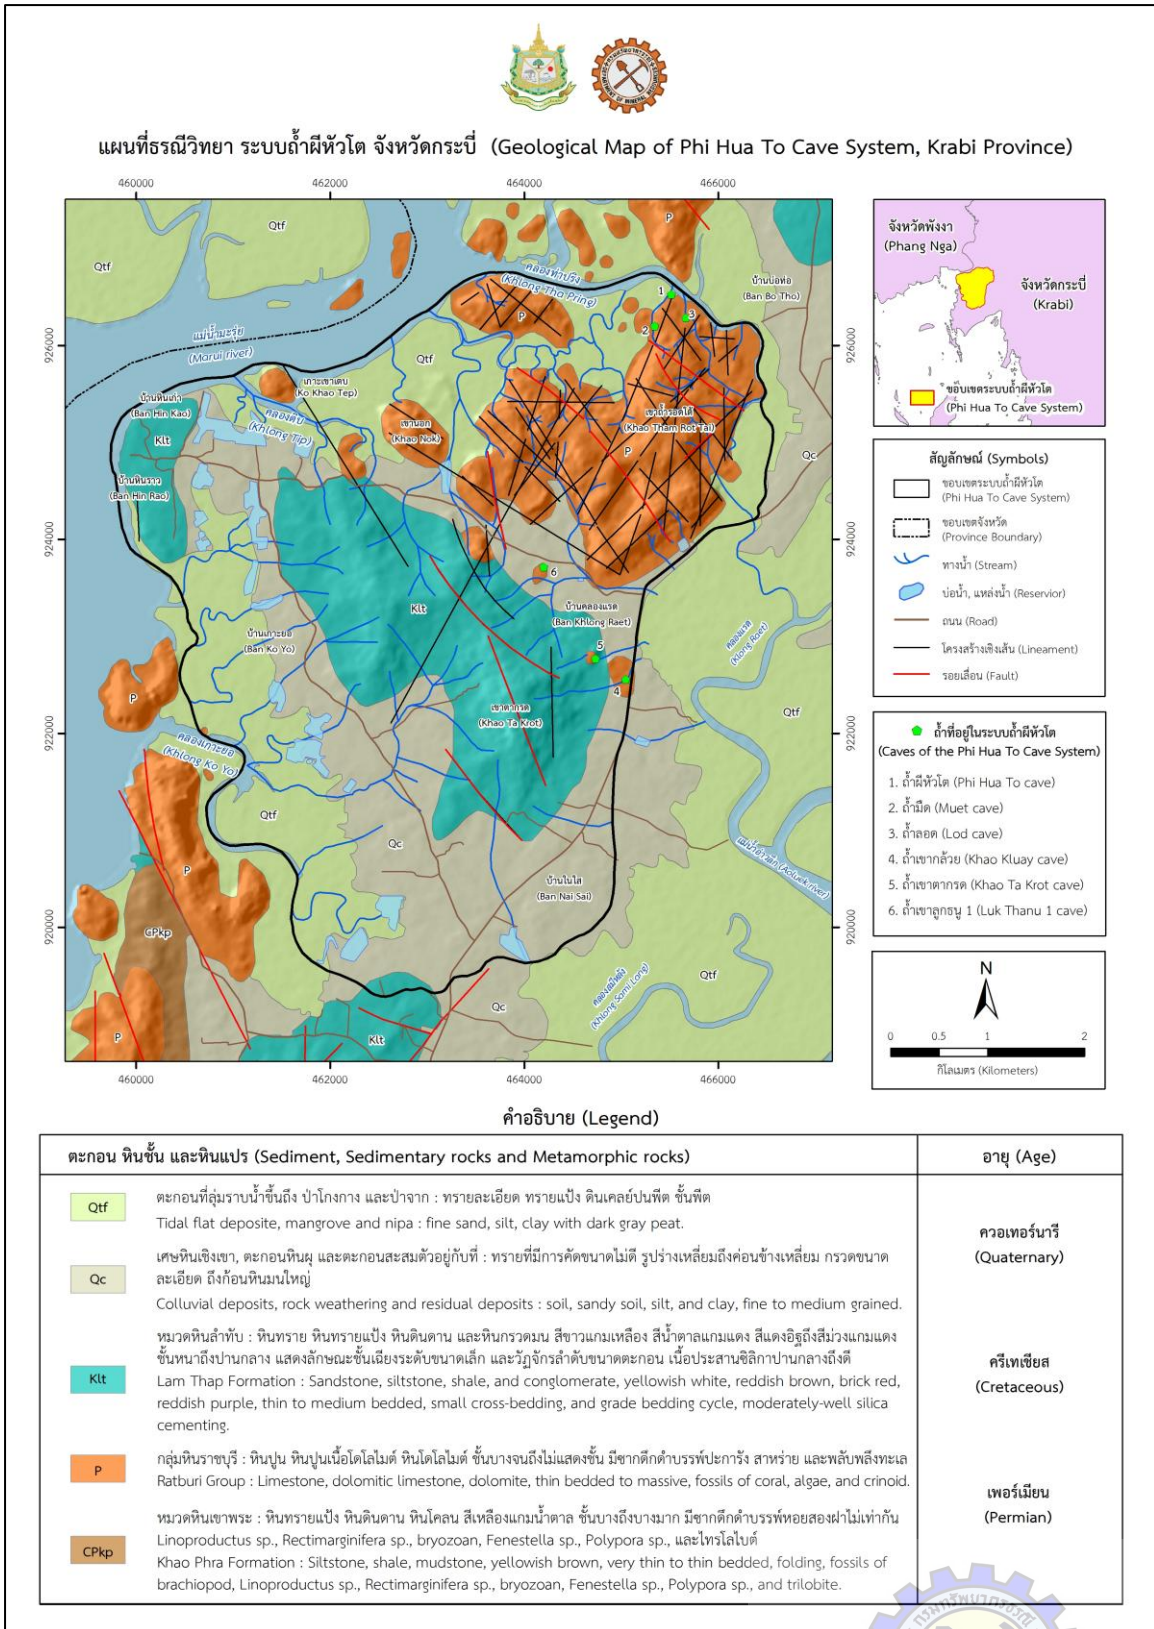 แผนที่ธรณีวิทยา ระบบถ้ำผีหัวโต จังหวัดกระบี่ (Geological Map of Phi Hua To Cave System, Krabi Province)
460000 462000 464000 466000
926000
924000
922000
920000
926000
924000
922000
920000
460000 462000 464000 466000
Qtf
Qtf
P
คลองท่าปริง
(Khlong Tha Pring)
บ้านบ่อท่อ
(Ban Bo Tho)
แม่น้ำมะรุ่ย
(Marui river)
1
2
3
P
Qtf
เกาะเขาเตบ
(Ko Khao Tep)
บ้านหินเก่า
(Ban Hin Kao)
คลองติบ
(Khlong Tip)
Klt
เขานอก
(Khao Nok)
เขาถ้ำรอดใต้
(Khao Tham Rot Tai)
P
Qc
บ้านหินราว
(Ban Hin Rao)
6
Klt
บ้านคลองแรด
(Ban Khlong Raet)
บ้านเกาะยอ
(Ban Ko Yo)
คลองแรด
(Klong Raet)
5
4
P
เขาตากรด
(Khao Ta Krot)
Qtf
คลองเกาะยอ
(Khlong Ko Yo)
Qtf
Qc
P
บ้านในใส
(Ban Nai Sai)
(Aoluek river)
CPkp
Qtf
(Khlong Sami Long)
Qc
P
Klt
จังหวัดพังงา
(Phang Nga)
จังหวัดกระบี่
(Krabi)
ขอบเขตระบบถ้ำผีหัวโต
(Phi Hua To Cave System)
สัญลักษณ์ (Symbols)
ขอบเขตระบบถ้ำผีหัวโต
(Phi Hua To Cave System)
ขอบเขตจังหวัด
(Province Boundary)
ทางน้ำ (Stream)
บ่อน้ำ, แหล่งน้ำ (Reservior)
ถนน (Road)
โครงสร้างเชิงเส้น (Lineament)
รอยเลื่อน (Fault)
ถ้ำที่อยู่ในระบบถ้ำผีหัวโต
(Caves of the Phi Hua To Cave System)
1. ถ้ำผีหัวโต (Phi Hua To cave)
2. ถ้ำมืด (Muet cave)
3. ถ้ำลอด (Lod cave)
4. ถ้ำเขากล้วย (Khao Kluay cave)
5. ถ้ำเขาตากรด (Khao Ta Krot cave)
6. ถ้ำเขาลูกธนู 1 (Luk Thanu 1 cave)
N
0 0.5 1 2
กิโลเมตร (Kilometers)
คำอธิบาย (Legend)
ตะกอน หินชั้น และหินแปร (Sediment, Sedimentary rocks and Metamorphic rocks)
อายุ (Age)
Qtf
ตะกอนที่ลุ่มราบน้ำขึ้นถึง ป่าโกงกาง และป่าจาก : ทรายละเอียด ทรายแป้ง ดินเคลย์ปนพีต ชั้นพีต
Tidal flat deposite, mangrove and nipa : fine sand, silt, clay with dark gray peat.
Qc
เศษหินเชิงเขา, ตะกอนหินผุ และตะกอนสะสมตัวอยู่กับที่ : ทรายที่มีการคัดขนาดไม่ดี รูปร่างเหลี่ยมถึงค่อนข้างเหลี่ยม กรวดขนาด
ละเอียด ถึงก้อนหินมนใหญ่
Colluvial deposits, rock weathering and residual deposits : soil, sandy soil, silt, and clay, fine to medium grained.
ควอเทอร์นารี
(Quaternary)
Klt
หมวดหินลำทับ : หินทราย หินทรายแป้ง หินดินดาน และหินกรวดมน สีขาวแกมเหลือง สีน้ำตาลแกมแดง สีแดงอิฐถึงสีม่วงแกมแดง
ชั้นหนาถึงปานกลาง แสดงลักษณะชั้นเฉียงระดับขนาดเล็ก และวัฏจักรลำดับขนาดตะกอน เนื้อประสานซิลิกาปานกลางถึงดี
Lam Thap Formation : Sandstone, siltstone, shale, and conglomerate, yellowish white, reddish brown, brick red,
reddish purple, thin to medium bedded, small cross-bedding, and grade bedding cycle, moderately-well silica
cementing.
ครีเทเชียส
(Cretaceous)
P
กลุ่มหินราชบุรี : หินปูน หินปูนเนื้อโดโลไมต์ หินโดโลไมต์ ชั้นบางจนถึงไม่แสดงชั้น มีซากดึกดำบรรพ์ปะการัง สาหร่าย และพลับพลึงทะเล
Ratburi Group : Limestone, dolomitic limestone, dolomite, thin bedded to massive, fossils of coral, algae, and crinoid.
CPkp
หมวดหินเขาพระ : หินทรายแป้ง หินดินดาน หินโคลน สีเหลืองแกมน้ำตาล ชั้นบางถึงบางมาก มีซากดึกดำบรรพ์หอยสองฝาไม่เท่ากัน
Linoproductus sp., Rectimarginifera sp., bryozoan, Fenestella sp., Polypora sp., และไทรโลไบต์
Khao Phra Formation : Siltstone, shale, mudstone, yellowish brown, very thin to thin bedded, folding, fossils of
brachiopod, Linoproductus sp., Rectimarginifera sp., bryozoan, Fenestella sp., Polypora sp., and trilobite.
เพอร์เมียน
(Permian)
กรมทรัพยากรธรณี